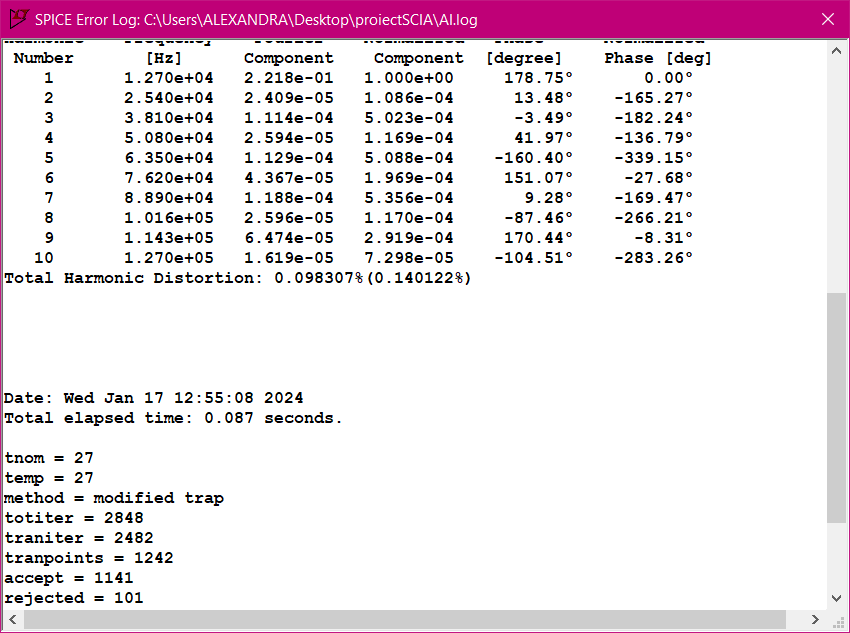 SPICE Error Log: C:\Users\ALEXANDRA\Desktop\proiectSCIA\AI.log
Harmonic Frequency Fourier Normalized Phase Normalized
Number [Hz] Component Component [degree] Phase [deg]
1 1.270e+04 2.218e-01 1.000e+00 178.75° 0.00°
2 2.540e+04 2.409e-05 1.086e-04 13.48° -165.27°
3 3.810e+04 1.114e-04 5.023e-04 -3.49° -182.24°
4 5.080e+04 2.594e-05 1.169e-04 41.97° -136.79°
5 6.350e+04 1.129e-04 5.088e-04 -160.40° -339.15°
6 7.620e+04 4.367e-05 1.969e-04 151.07° -27.68°
7 8.890e+04 1.188e-04 5.356e-04 9.28° -169.47°
8 1.016e+05 2.596e-05 1.170e-04 -87.46° -266.21°
9 1.143e+05 6.474e-05 2.919e-04 170.44° -8.31°
10 1.270e+05 1.619e-05 7.298e-05 -104.51° -283.26°
Total Harmonic Distortion: 0.098307%(0.140122%)
Date: Wed Jan 17 12:55:08 2024
Total elapsed time: 0.087 seconds.
tnom = 27
temp = 27
method = modified trap
totiter = 2848
traniter = 2482
tranpoints = 1242
accept = 1141
rejected = 101